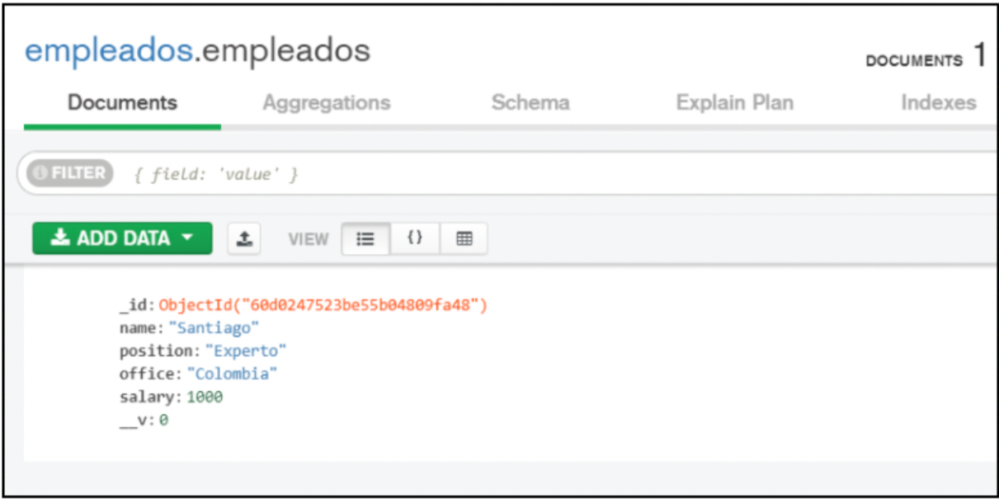 empleados.empleados
DOCUMENTS 1
Documents Aggregations Schema Explain Plan Indexes
FILTER { field: 'value' }
ADD DATA VIEW {}
_id: ObjectId("60d0247523be55b04809fa48")
name: "Santiago"
position: "Experto"
office: "Colombia"
salary: 1000
__v: 0